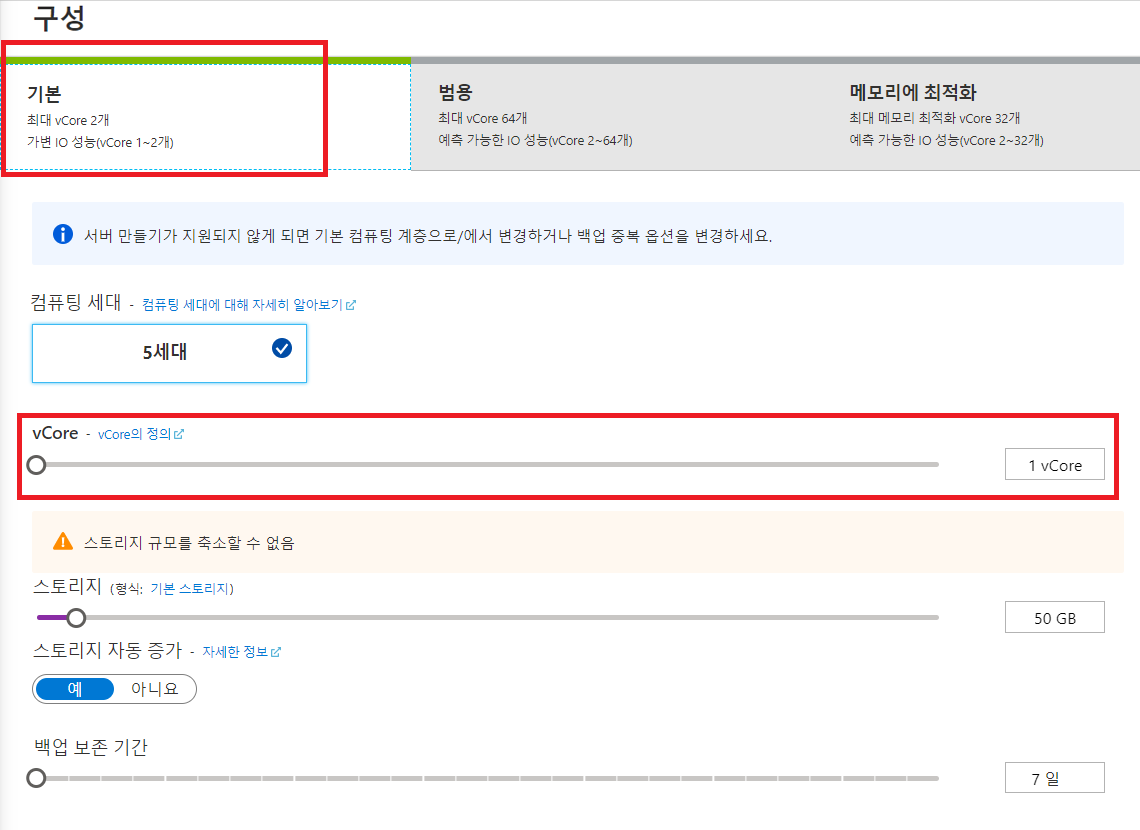 구성
기본
최대 vCore 2개
가변 IO 성능(vCore 1~2개)
범용
최대 vCore 64개
예측 가능한 IO 성능(vCore 2~64개)
메모리에 최적화
최대 메모리 최적화 vCore 32개
예측 가능한 IO 성능(vCore 2~32개)
서버 만들기가 지원되지 않게 되면 기본 컴퓨팅 계층으로/에서 변경하거나 백업 중복 옵션을 변경하세요.
컴퓨팅 세대 - 컴퓨팅 세대에 대해 자세히 알아보기
5세대
vCore - vCore의 정의
1 vCore
스토리지 규모를 축소할 수 없음
스토리지 (형식: 기본 스토리지)
50 GB
스토리지 자동 증가 - 자세한 정보
예 아니요
백업 보존 기간
7 일